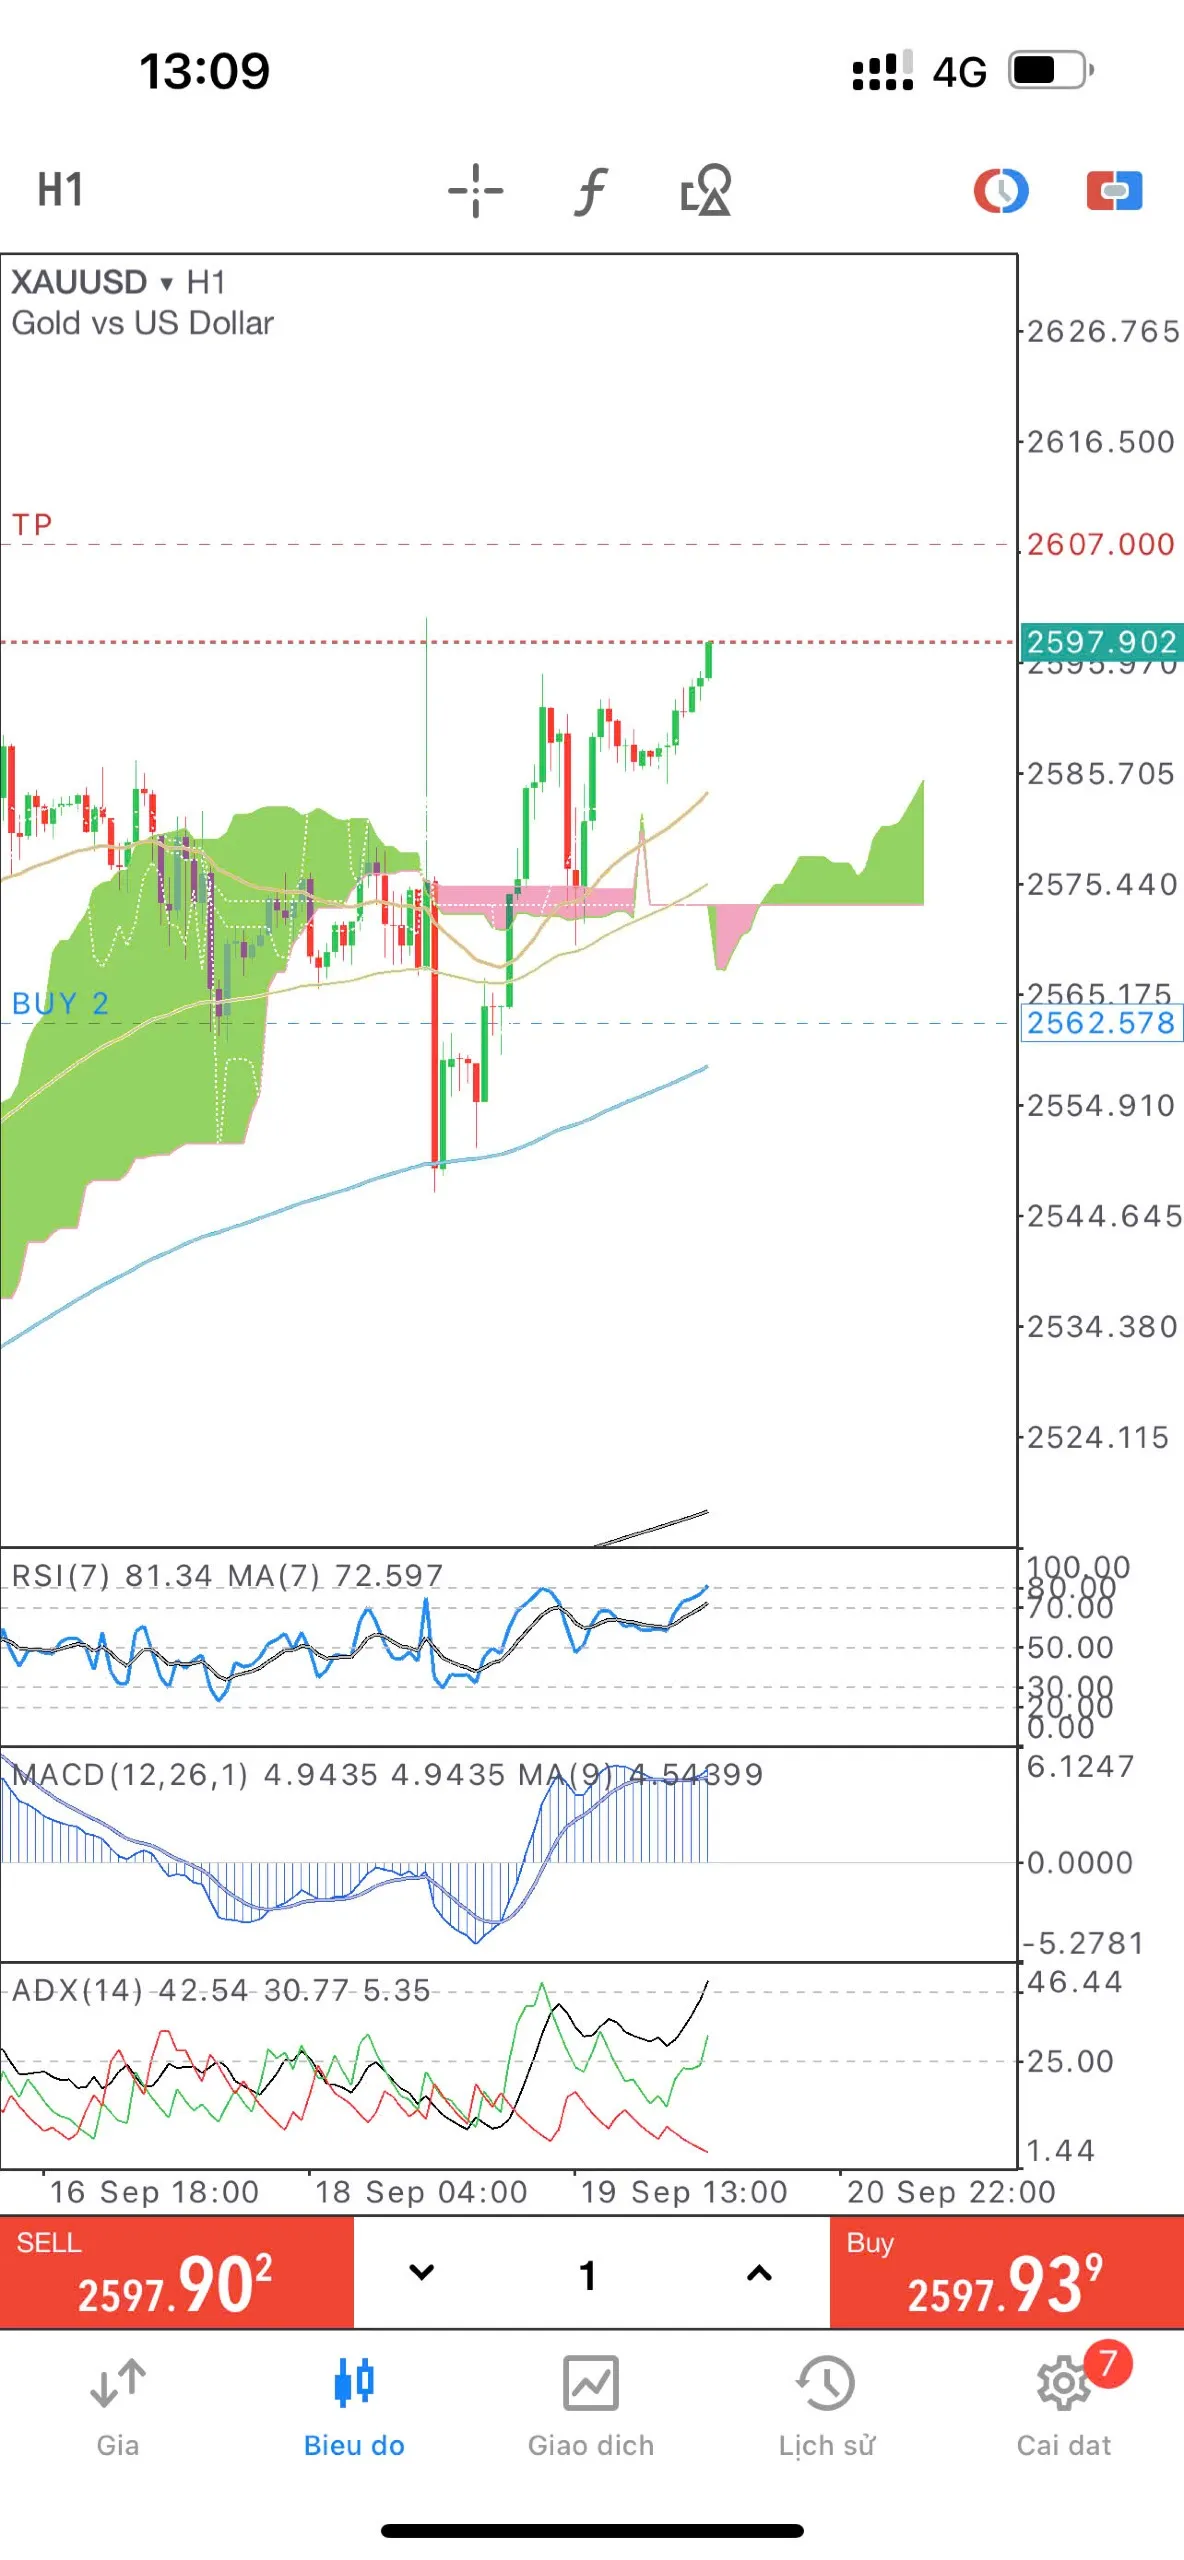 13:09
4G
H1
XAUUSD ▾ H1
Gold vs US Dollar
2626.765
2616.500
TP
2607.000
2597.902
2595.970
2585.705
2575.440
2565.175
BUY 2
2562.578
2554.910
2544.645
2534.380
2524.115
RSI(7) 81.34 MA(7) 72.597
100.00
80.00
70.00
50.00
30.00
20.00
0.00
MACD(12,26,1) 4.9435 4.9435 MA(9) 4.54399
6.1247
0.0000
-5.2781
ADX(14) 42.54 30.77 5.35
46.44
25.00
1.44
16 Sep 18:00 18 Sep 04:00 19 Sep 13:00 20 Sep 22:00
SELL
2597.902
1
Buy
2597.939
7
Gia Bieu do Giao dich Lịch sử Cai dat